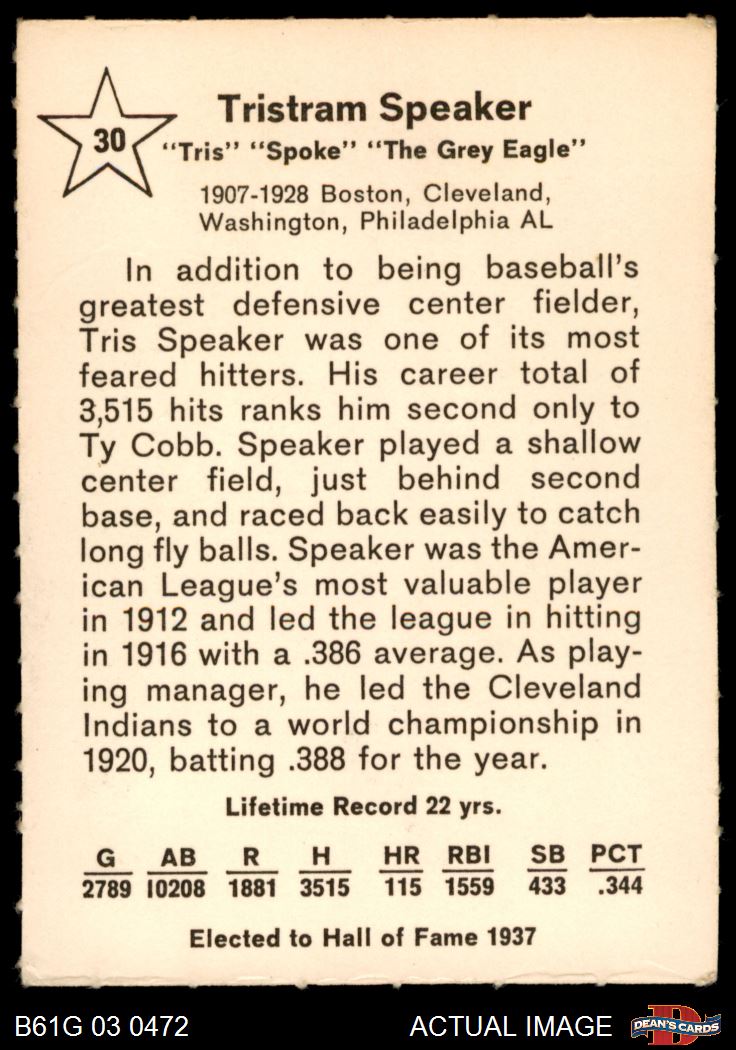 30
Tristram Speaker
"Tris" "Spoke" "The Grey Eagle"
1907-1928 Boston, Cleveland,
Washington, Philadelphia AL
In addition to being baseball's
greatest defensive center fielder,
Tris Speaker was one of its most
feared hitters. His career total of
3,515 hits ranks him second only to
Ty Cobb. Speaker played a shallow
center field, just behind second
base, and raced back easily to catch
long fly balls. Speaker was the Amer-
ican League's most valuable player
in 1912 and led the league in hitting
in 1916 with a .386 average. As play-
ing manager, he led the Cleveland
Indians to a world championship in
1920, batting .388 for the year.
Lifetime Record 22 yrs.
G AB R H HR RBI SB PCT
2789 10208 1881 3515 115 1559 433 .344
Elected to Hall of Fame 1937
B61G 03 0472 ACTUAL IMAGE DEAN'S CARDS